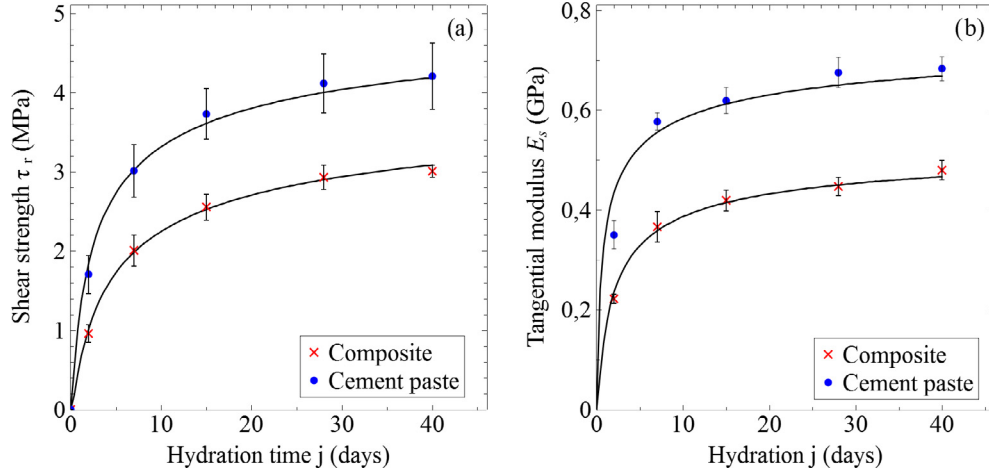 (a)
Shear strength τ r (MPa)
5
4
3
2
1
0
0 10 20 30 40
Hydration time j (days)
Composite
Cement paste
(b)
Tangential modulus Es (GPa)
0,8
0,6
0,4
0,2
0
0 10 20 30 40
Hydration j (days)
Composite
Cement paste